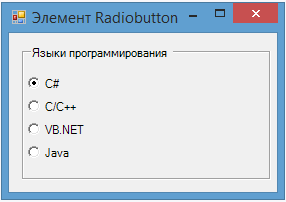 Элемент Radiobutton
Языки программирования
C#
C/C++
VB.NET
Java